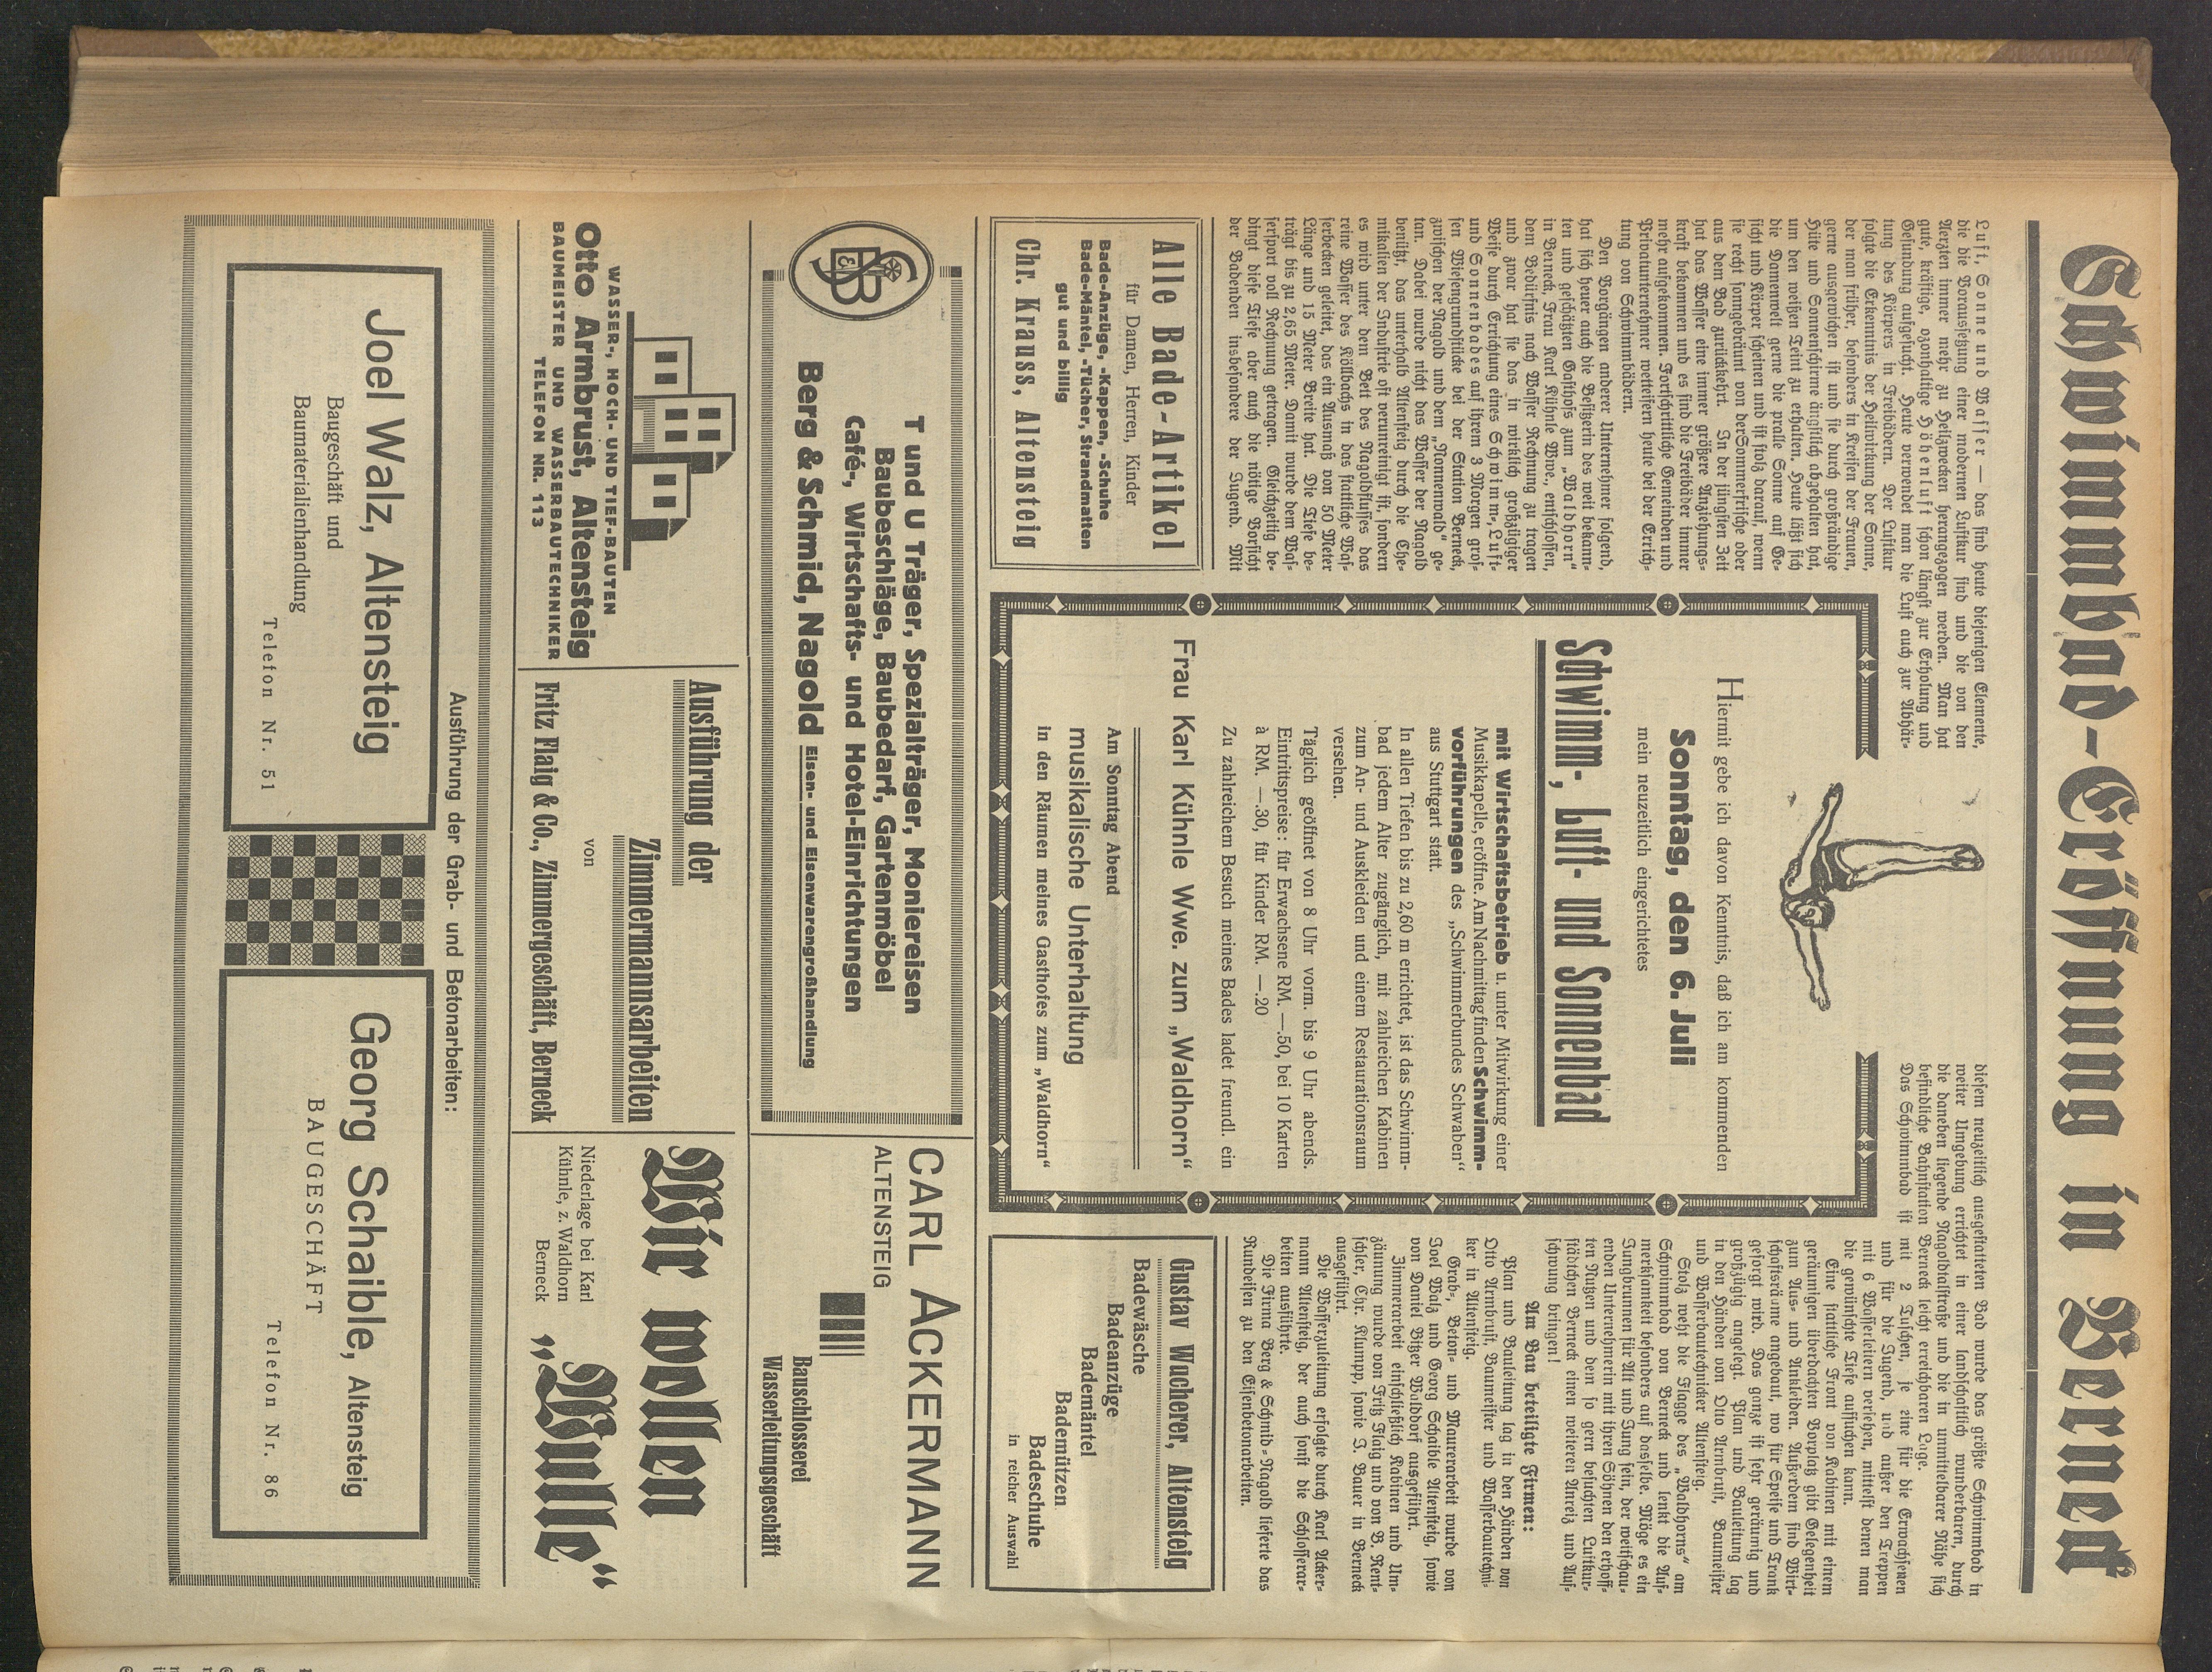 Schwimmbad-Eröffnung in Berneck
Luft, Sonne und Wasser — das sind heute diejenigen Elemente,
die die Voraussetzung einer modernen Luftkur sind und die von den
Aerzten immer mehr zu Heilzwecken herangezogen werden. Man hat
gute, kräftige, ozonhaltige Höhenluft schon längst zur Erholung und
Gesundung aufgesucht. Heute verwendet man die Luft auch zur Abhär-
tung des Körpers in Freibädern. Der Luftkur
folgte die Erkenntnis der Heilwirkung der Sonne,
der man früher, besonders in Kreisen der Frauen,
gerne ausgewichen ist und sie durch großrändige
Hüte und Sonnenschirme ängstlich abgehalten hat,
um den weißen Teint zu erhalten. Heute läßt sich
die Damenwelt gerne die pralle Sonne auf Ge-
sicht und Körper scheinen und ist stolz darauf, wenn
sie recht sonngebräunt von der Sommerfrische oder
aus dem Bad zurückkehrt. In der jüngsten Zeit
hat das Wasser eine immer größere Anziehungs-
kraft bekommen und es sind die Freibäder immer
mehr aufgekommen. Fortschrittliche Gemeinden und
Privatunternehmer wetteifern heute bei der Errich-
tung von Schwimmbädern.
Den Vorgängen anderer Unternehmer folgend,
hat sich heuer auch die Besitzerin des weit bekann-
ten und geschätzten Gasthofs zum „Waldhorn“
in Berneck, Frau Karl Kühnle Wwe., entschlossen,
dem Bedürfnis nach Wasser Rechnung zu tragen
und zwar hat sie das in wirklich großzügiger
Weise durch Errichtung eines Schwimm-, Luft-
und Sonnenbades auf ihrem 3 Morgen gros-
sen Wiesengrundstücke bei der Station Berneck,
zwischen der Nagold und dem „Nonnenwald“ ge-
tan. Dabei wurde nicht das Wasser der Nagold
benützt, das unterhalb Altensteig durch die Che-
mikalien der Industrie oft verunreinigt ist, sondern
es wird unter dem Bett des Nagoldflusses das
reine Wasser des Köllbachs in das stattliche Was-
serbecken geleitet, das ein Ausmaß von 50 Meter
Länge und 15 Meter Breite hat. Die Tiefe be-
trägt bis zu 2,65 Meter. Damit wurde dem Was-
sersport voll Rechnung getragen. Gleichzeitig be-
dingt diese Tiefe aber auch die nötige Vorsicht
der Badenden insbesondere der Jugend. Mit
diesem neuzeitlich ausgestatteten Bad wurde das größte Schwimmbad in
weiter Umgebung errichtet in einer landschaftlich wunderbaren, durch
die daneben liegende Nagoldtalstraße und die in unmittelbarer Nähe sich
befindliche Bahnstation Berneck leicht erreichbaren Lage.
Das Schwimmbad ist mit 2 Tuschen, je eine für die Erwachsenen
und für die Jugend, und außer den Treppen
mit 6 Wasserleitern versehen, mittelst denen man
die gewünschte Tiefe aufsuchen kann.
Eine stattliche Front von Kabinen mit einem
geräumigen überdachten Vorplatz gibt Gelegenheit
zum Aus- und Ankleiden. Außerdem sind Wirt-
schaftsräume angebaut, wo für Speise und Trank
gesorgt wird. Das ganze ist sehr geräumig und
großzügig angelegt. Plan und Bauleitung lag
in den Händen von Otto Armbrust, Baumeister
und Wasserbautechnicker Altensteig.
Stolz weht die Flagge des „Waldhorns“ am
Schwimmbad von Berneck und lenkt die Auf-
merksamkeit besonders auf dasselbe. Möge es ein
Jungbrunnen für Alt und Jung sein, der weitschau-
enden Unternehmerin mit ihren Söhnen den erhoff-
ten Nutzen und dem so gern besuchten Luftkur-
städtchen Berneck einen weiteren Anreiz und Auf-
schwung bringen!
Am Bau beteiligte Firmen:
Plan und Bauleitung lag in den Händen von
Otto Armbrust, Baumeister und Wasserbautechni-
ker in Altensteig.
Grab-, Beton- und Maurerarbeit wurde von
Joel Walz und Georg Schaible Altensteig, sowie
von Daniel Bitzer Walddorf ausgeführt.
Zimmerarbeit einschließlich Kabinen und Um-
zäunung wurde von Fritz Flaig und von B. Rent-
schler, Chr. Klumpp, sowie J. Bauer in Berneck
ausgeführt.
Die Wasserzuleitung erfolgte durch Karl Acker-
mann Altensteig, der auch sonst die Schlosserar-
beiten ausführte.
Die Firma Berg & Schmid-Nagold lieferte das
Rundeisen zu den Eisenbetonarbeiten.
Hiermit gebe ich davon Kenntnis, daß ich am kommenden
Sonntag, den 6. Juli
mein neuzeitlich eingerichtetes
Schwimm-, Luft- und Sonnenbad
mit Wirtschaftsbetrieb u. unter Mitwirkung einer
Musikkapelle, eröffne. Am Nachmittag finden Schwimm-
vorführungen des „Schwimmerbundes Schwaben“
aus Stuttgart statt.
In allen Tiefen bis zu 2,60 m errichtet, ist das Schwimm-
bad jedem Alter zugänglich, mit zahlreichen Kabinen
zum An- und Auskleiden und einem Restaurationsraum
versehen.
Täglich geöffnet von 8 Uhr vorm. bis 9 Uhr abends.
Eintrittspreise: für Erwachsene RM. —.50, bei 10 Karten
à RM. —.30, für Kinder RM. —.20
Zu zahlreichem Besuch meines Bades ladet freundl. ein
Frau Karl Kühnle Wwe. zum „Waldhorn“
Am Sonntag Abend
musikalische Unterhaltung
in den Räumen meines Gasthofes zum „Waldhorn“
Alle Bade-Artikel
für Damen, Herren, Kinder
Bade-Anzüge, -Kappen, -Schuhe
Bade-Mäntel, -Tücher, Strandmatten
gut und billig
Chr. Krauss, Altensteig
Gustav Wucherer, Altensteig
Badewäsche
Badeanzüge
Bademäntel
Bademützen
Badeschuhe
in reicher Auswahl
B & S
T und U Träger, Spezialträger, Moniereisen
Baubeschläge, Baubedarf, Gartenmöbel
Café-, Wirtschafts- und Hotel-Einrichtungen
Berg & Schmid, Nagold Eisen- und Eisenwarengroßhandlung
CARL ACKERMANN
ALTENSTEIG
Bauschlosserei
Wasserleitungsgeschäft
WASSER-, HOCH- UND TIEF-BAUTEN
Otto Armbrust, Altensteig
BAUMEISTER UND WASSERBAUTECHNIKER
TELEFON NR. 113
Ausführung der
Zimmermannsarbeiten
von
Fritz Flaig & Co., Zimmergeschäft, Berneck
Wir wollen
„Wulle“
Niederlage bei Karl
Kühnle, z. Waldhorn
Berneck
Ausführung der Grab- und Betonarbeiten:
Joel Walz, Altensteig
Baugeschäft und
Baumaterialienhandlung
Telefon Nr. 51
Georg Schaible, Altensteig
BAUGESCHÄFT
Telefon Nr. 86